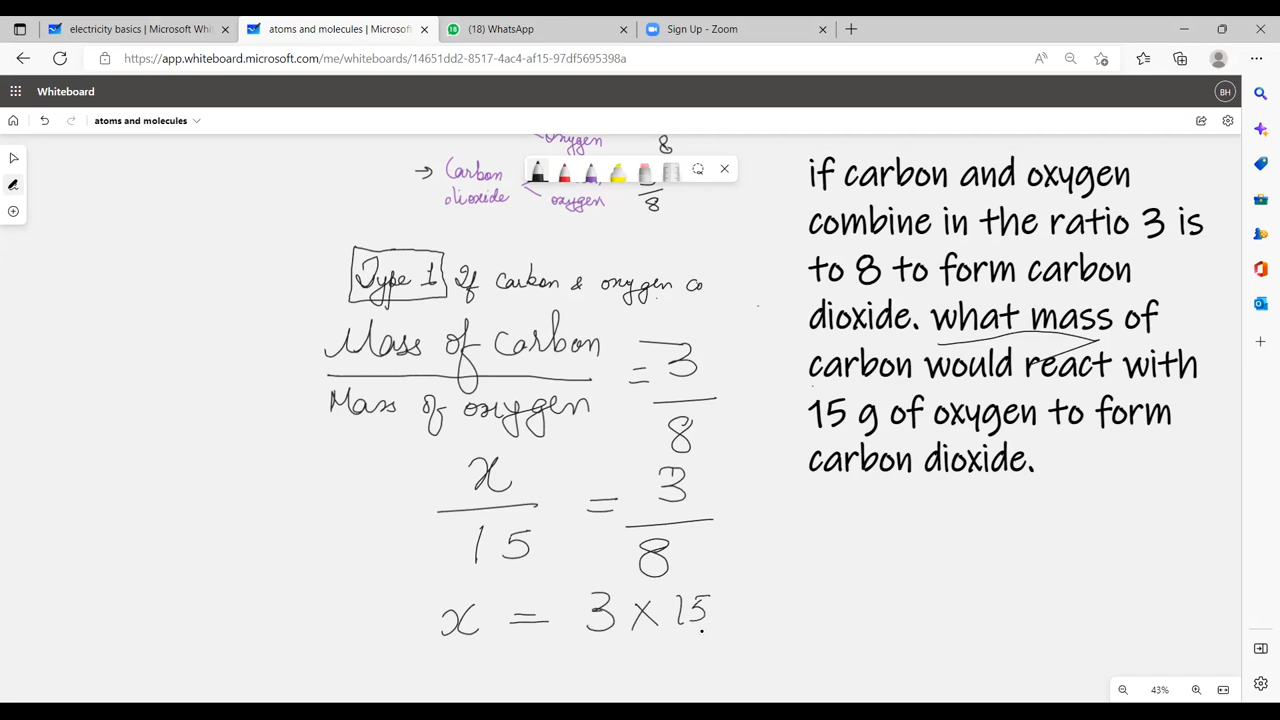 electricity basics | Microsoft Whi
atoms and molecules | Microsof
(18) WhatsApp
Sign Up - Zoom
https://app.whiteboard.microsoft.com/me/whiteboards/14651dd2-8517-4ac4-af15-97df5695398a
Whiteboard
BH
atoms and molecules
oxygen 8
→ Carbon
dioxide oxygen 8
Type 1 If carbon & oxygen co
Mass of Carbon = 3
Mass of oxygen 8
x = 3
15 8
x = 3 × 15
if carbon and oxygen
combine in the ratio 3 is
to 8 to form carbon
dioxide. what mass of
carbon would react with
15 g of oxygen to form
carbon dioxide.
43%